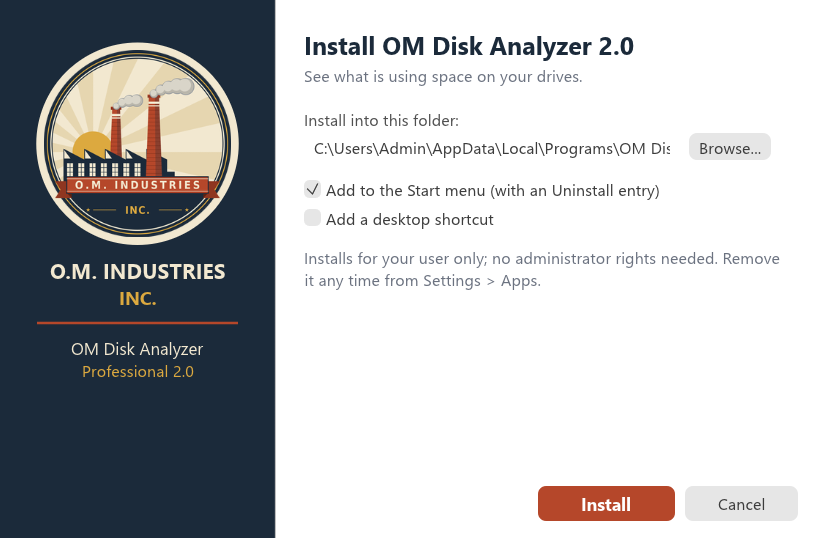 O.M. INDUSTRIES
INC.
O.M. INDUSTRIES
INC.
OM Disk Analyzer
Professional 2.0
Install OM Disk Analyzer 2.0
See what is using space on your drives.
Install into this folder:
C:\Users\Admin\AppData\Local\Programs\OM Dis
Browse...
Add to the Start menu (with an Uninstall entry)
Add a desktop shortcut
Installs for your user only; no administrator rights needed. Remove
it any time from Settings > Apps.
Install
Cancel